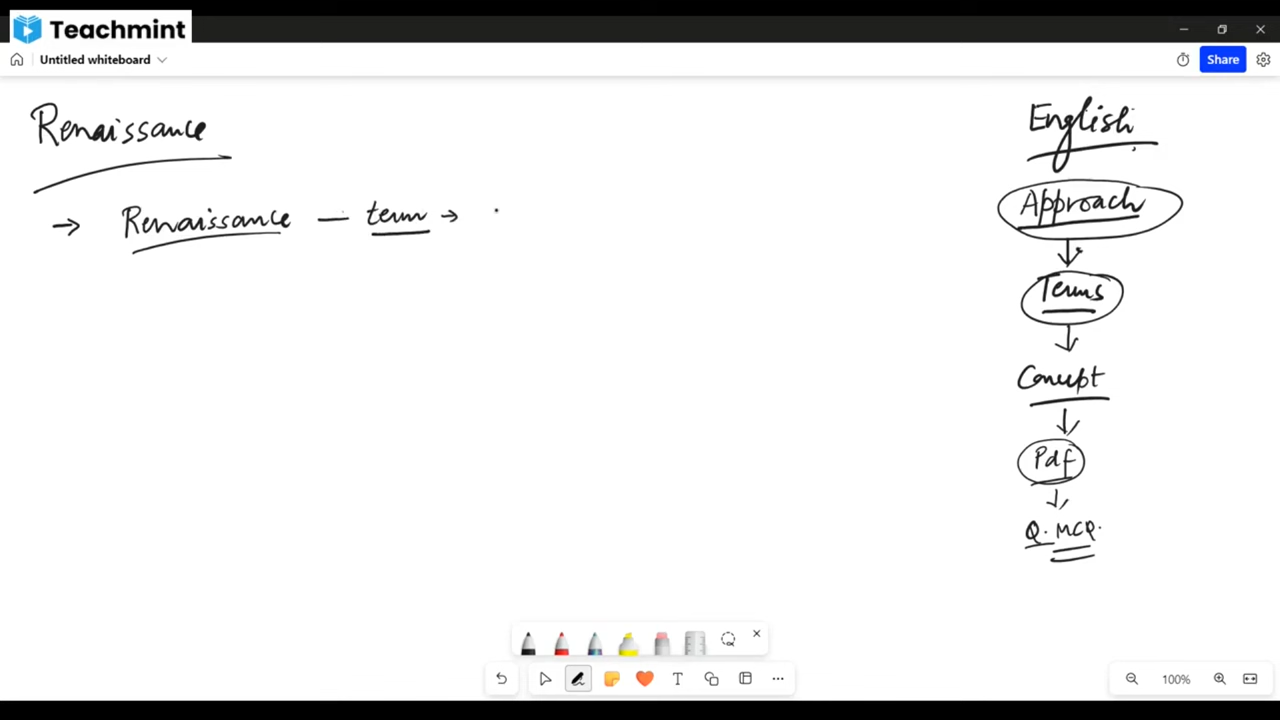 Teachmint
Untitled whiteboard
Share
Renaissance
→ Renaissance — term →
English
Approach
Terms
Concept
Pdf
Q. MCQ.
100%